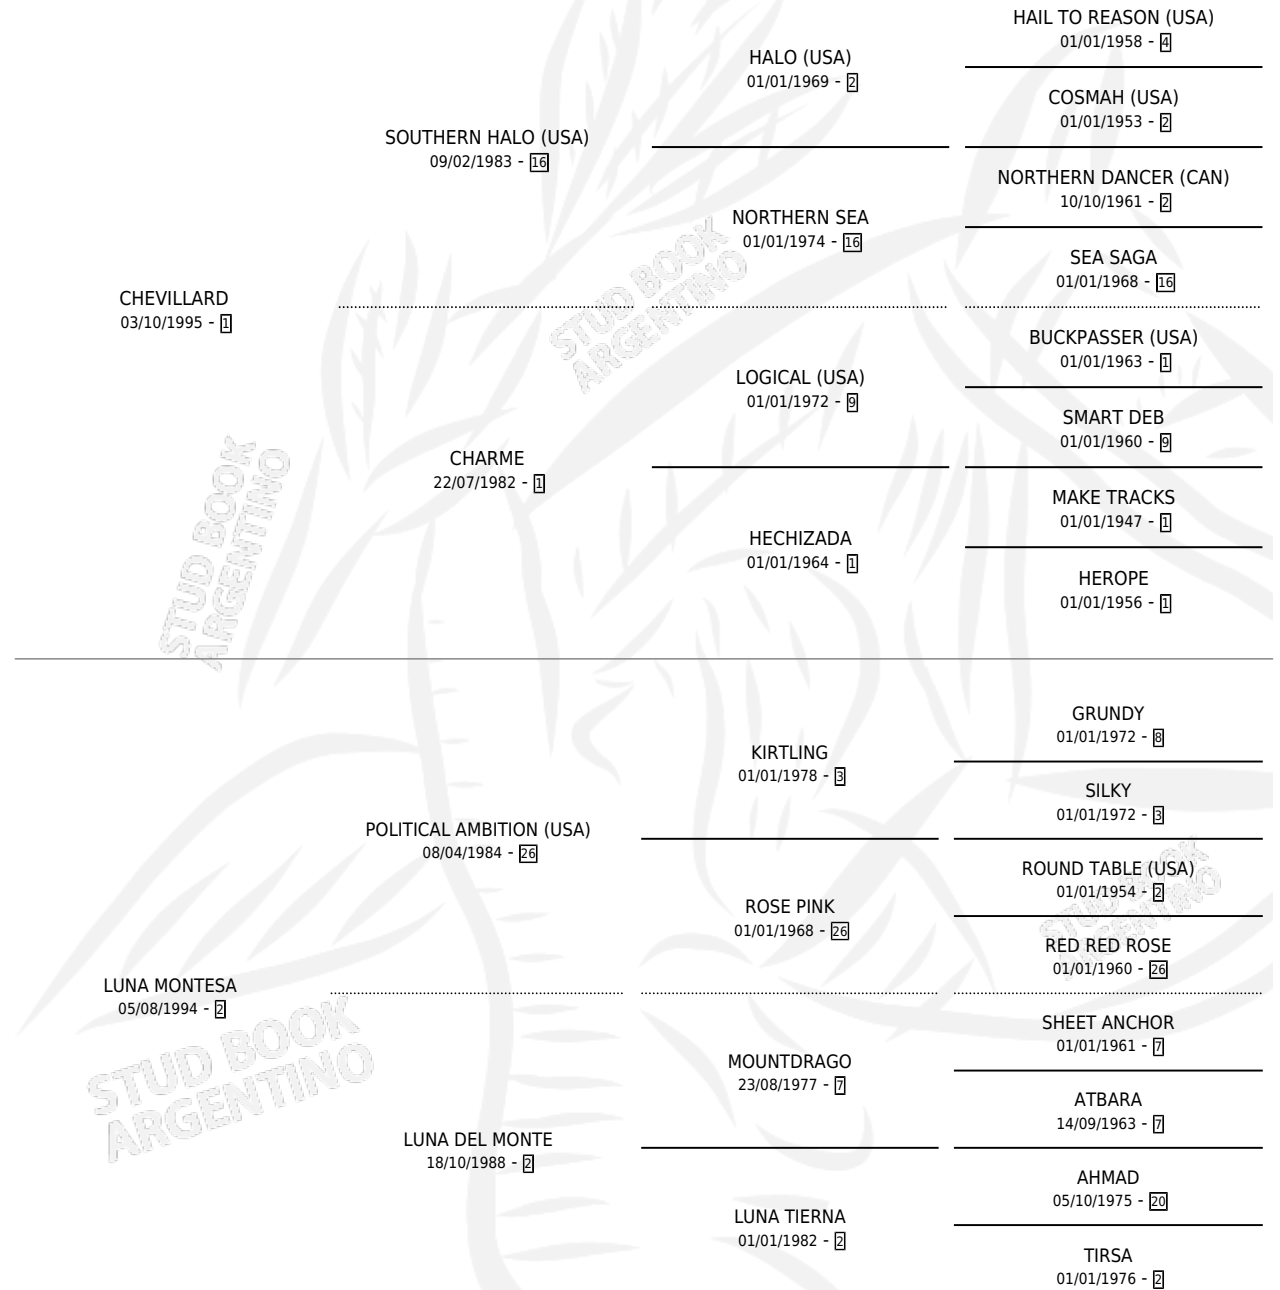 HAIL TO REASON (USA)
01/01/1958 - 4
HALO (USA)
01/01/1969 - 2
COSMAH (USA)
01/01/1953 - 2
SOUTHERN HALO (USA)
09/02/1983 - 16
NORTHERN DANCER (CAN)
10/10/1961 - 2
NORTHERN SEA
01/01/1974 - 16
SEA SAGA
01/01/1968 - 16
CHEVILLARD
03/10/1995 - 1
STUD BOOK
ARGENTINO
BUCKPASSER (USA)
01/01/1963 - 1
LOGICAL (USA)
01/01/1972 - 9
SMART DEB
01/01/1960 - 9
CHARME
22/07/1982 - 1
MAKE TRACKS
01/01/1947 - 1
HECHIZADA
01/01/1964 - 1
HEROPE
01/01/1956 - 1
STUD BOOK
ARGENTINO
GRUNDY
01/01/1972 - 8
KIRTLING
01/01/1978 - 3
SILKY
01/01/1972 - 3
POLITICAL AMBITION (USA)
08/04/1984 - 26
ROUND TABLE (USA)
01/01/1954 - 2
STUD BOOK
ARGENTINO
ROSE PINK
01/01/1968 - 26
RED RED ROSE
01/01/1960 - 26
LUNA MONTESA
05/08/1994 - 2
STUD BOOK
ARGENTINO
SHEET ANCHOR
01/01/1961 - 7
MOUNTDRAGO
23/08/1977 - 7
ATBARA
14/09/1963 - 7
LUNA DEL MONTE
18/10/1988 - 2
AHMAD
05/10/1975 - 20
LUNA TIERNA
01/01/1982 - 2
TIRSA
01/01/1976 - 2